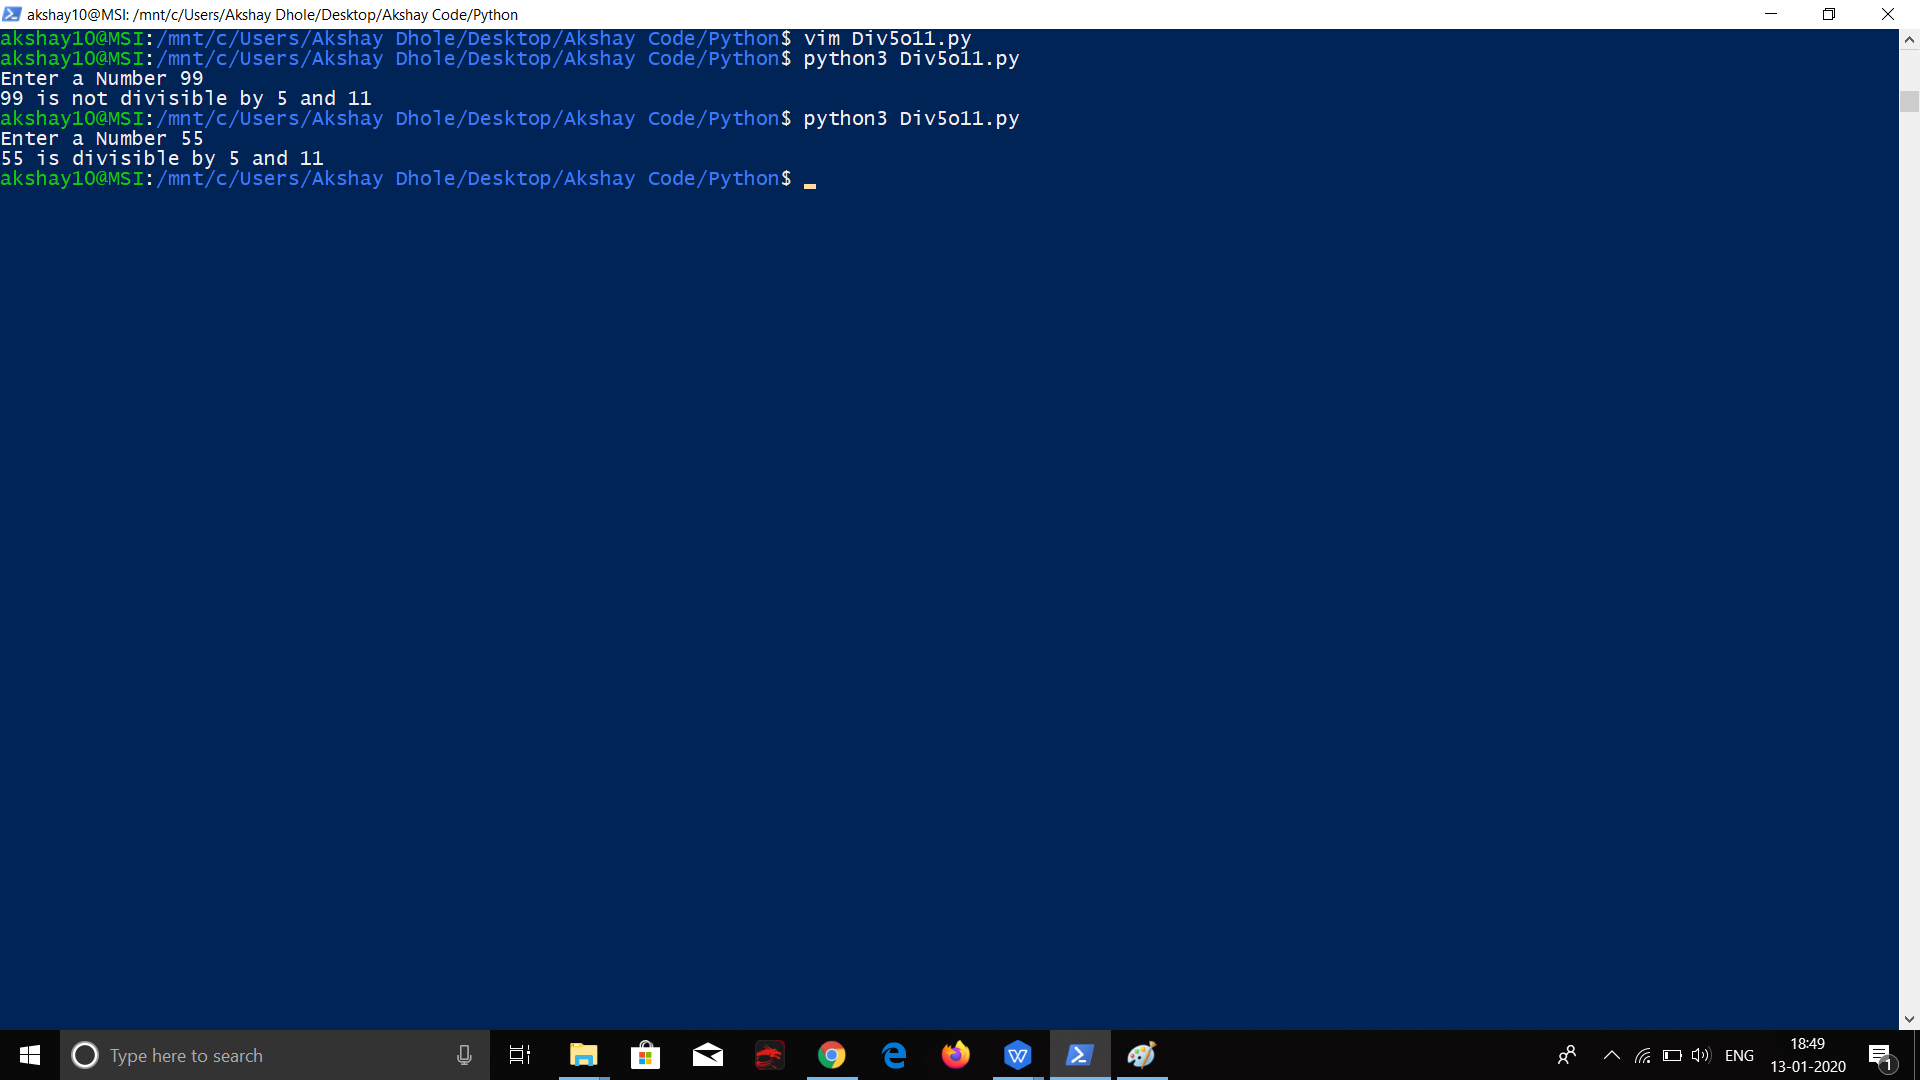 akshay10@MSI: /mnt/c/Users/Akshay Dhole/Desktop/Akshay Code/Python
akshay10@MSI:/mnt/c/Users/Akshay Dhole/Desktop/Akshay Code/Python$ vim Div5o11.py
akshay10@MSI:/mnt/c/Users/Akshay Dhole/Desktop/Akshay Code/Python$ python3 Div5o11.py
Enter a Number 99
99 is not divisible by 5 and 11
akshay10@MSI:/mnt/c/Users/Akshay Dhole/Desktop/Akshay Code/Python$ python3 Div5o11.py
Enter a Number 55
55 is divisible by 5 and 11
akshay10@MSI:/mnt/c/Users/Akshay Dhole/Desktop/Akshay Code/Python$
Type here to search
ENG
18:49
13-01-2020
1